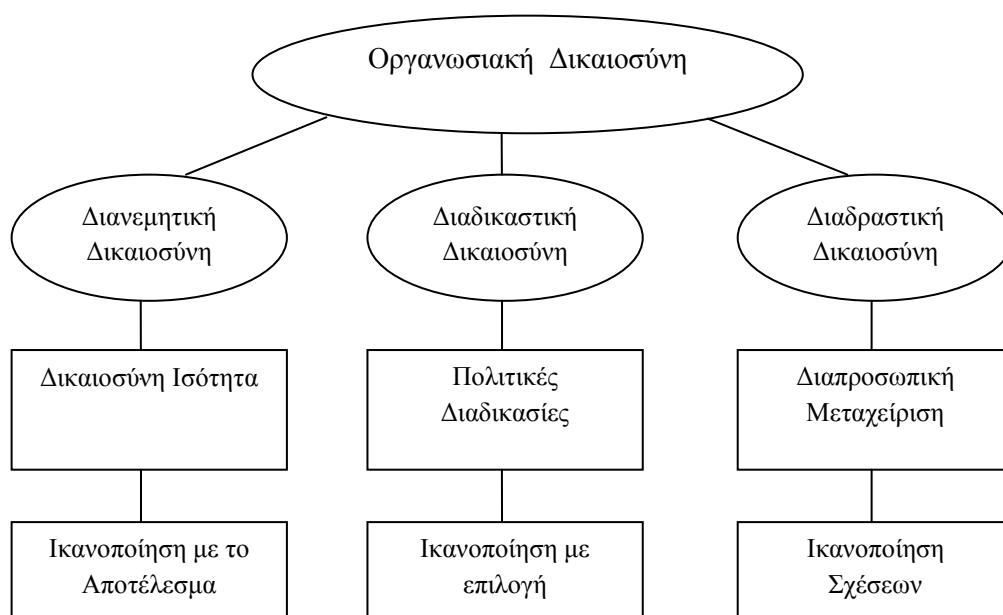 Οργανωσιακή Δικαιοσύνη
Διανεμητική
Δικαιοσύνη
Διαδικαστική
Δικαιοσύνη
Διαδραστική
Δικαιοσύνη
Δικαιοσύνη Ισότητα
Πολιτικές
Διαδικασίες
Διαπροσωπική
Μεταχείριση
Ικανοποίηση με το
Αποτέλεσμα
Ικανοποίηση με
επιλογή
Ικανοποίηση
Σχέσεων